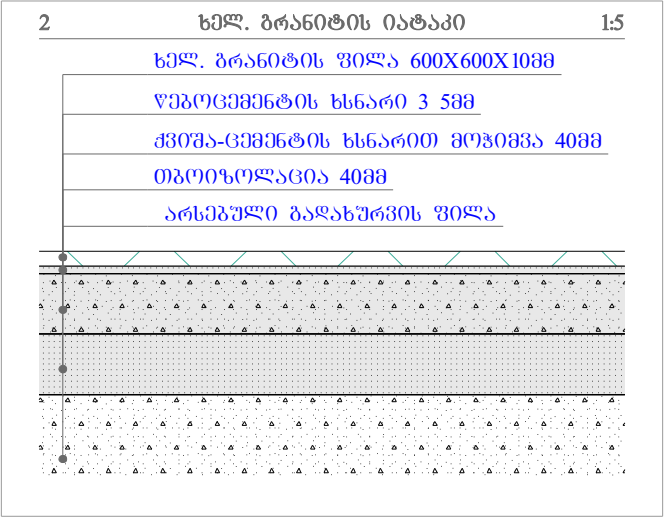 2 ხელ. გრანიტის იატაკი 1:5
ხელ. გრანიტის ფილა 600X600X10მმ
წებოცემენტის ხსნარი 3 5მმ
ქვიშა-ცემენტის ხსნარით მოჭიმვა 40მმ
თბოიზოლაცია 40მმ
არსებული გადახურვის ფილა